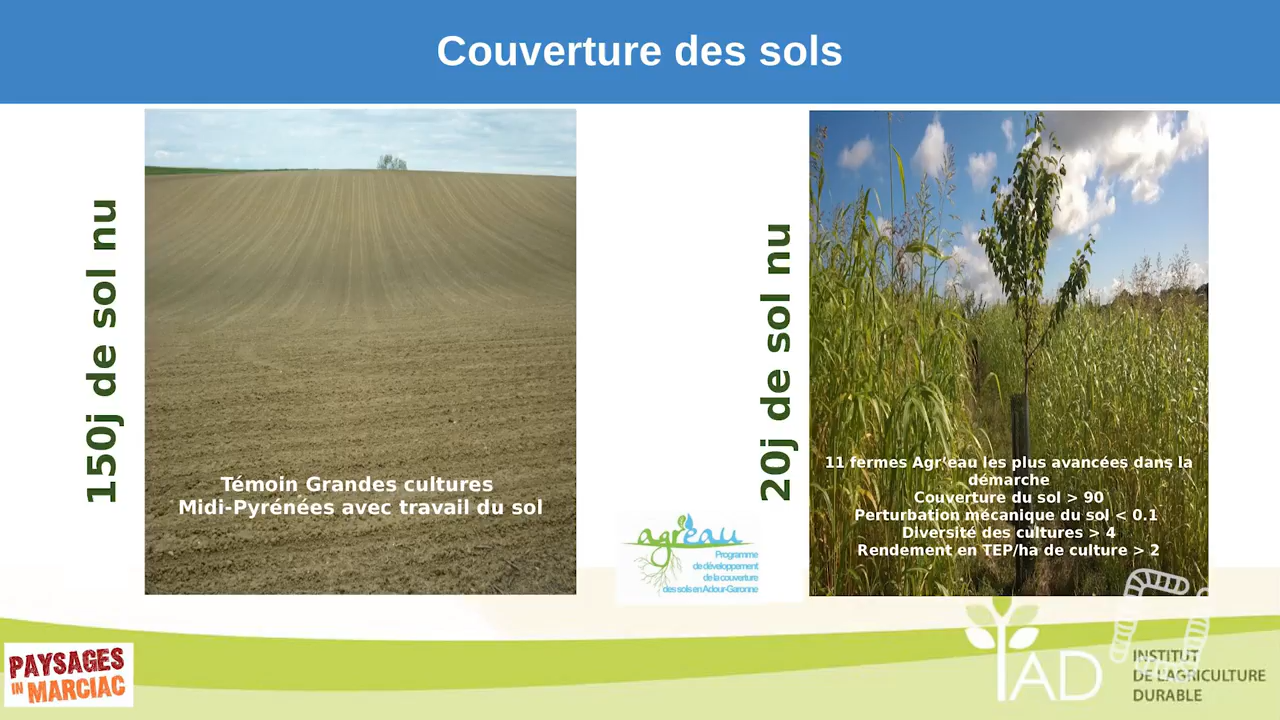 Couverture des sols
150j de sol nu
Témoin Grandes cultures
Midi-Pyrénées avec travail du sol
20j de sol nu
11 fermes Agr'eau les plus avancées dans la
démarche
Couverture du sol > 90
Perturbation mécanique du sol < 0.1
Diversité des cultures > 4
Rendement en TEP/ha de culture > 2
agr'eau
Programme
de développement
de la couverture
des sols en Adour-Garonne
PAYSAGES
IN MARCIAC
IAD
INSTITUT
DE L'AGRICULTURE
DURABLE